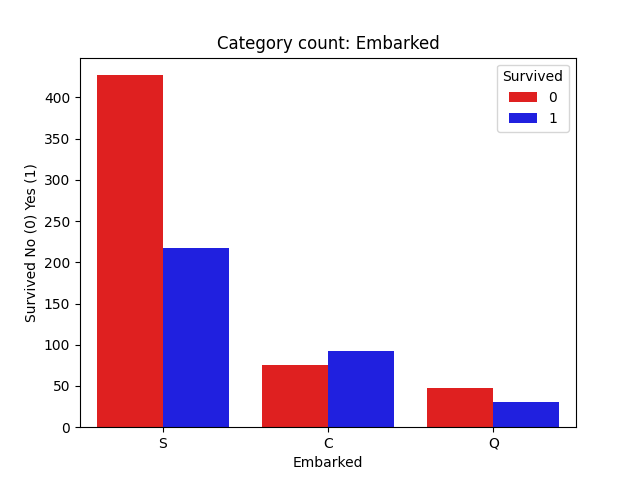 Category count: Embarked
Survived
0
1
400
350
300
250
200
150
100
50
0
Survived No (0) Yes (1)
S C Q
Embarked